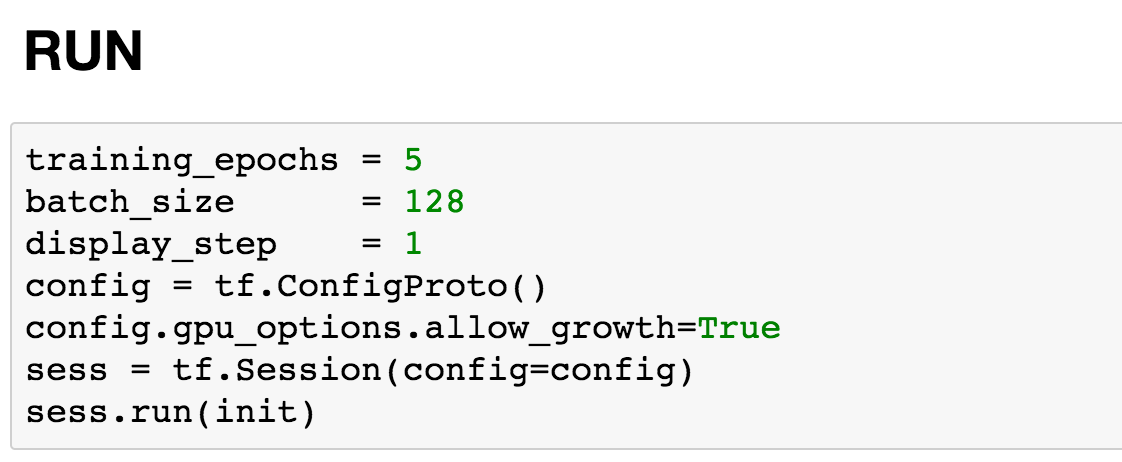 RUN
training_epochs = 5
batch_size      = 128
display_step    = 1
config = tf.ConfigProto()
config.gpu_options.allow_growth=True
sess = tf.Session(config=config)
sess.run(init)